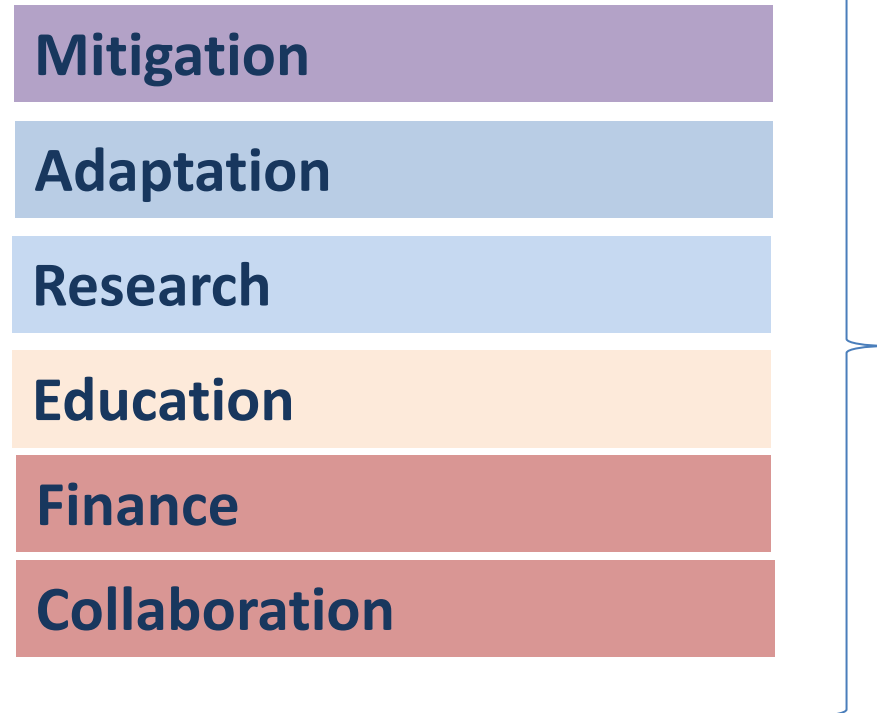 Mitigation
Adaptation
Research
Education
Finance
Collaboration